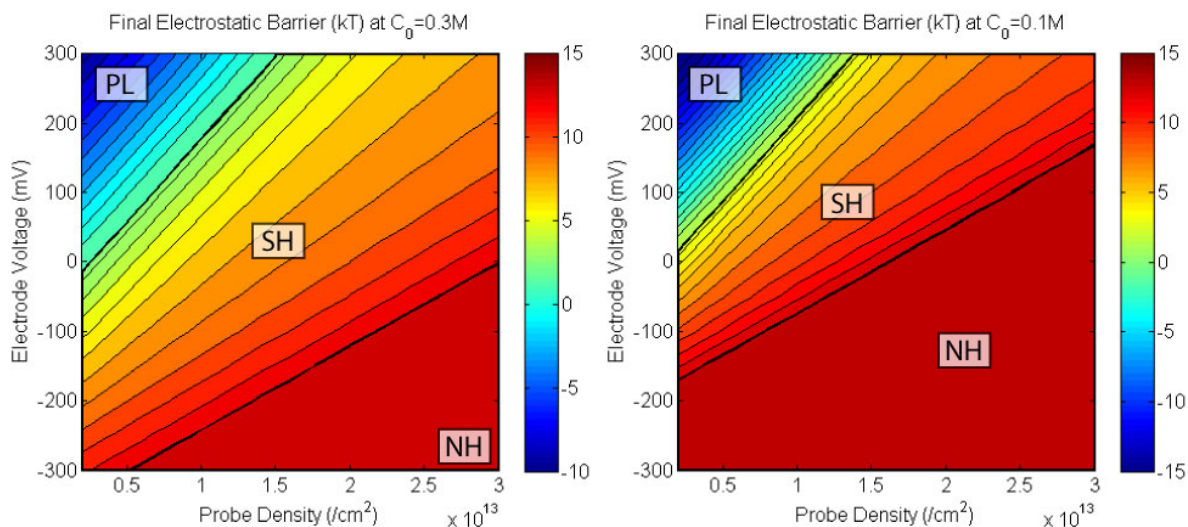 Final Electrostatic Barrier (kT) at C0=0.3M
300
200
100
0
-100
-200
-300
Electrode Voltage (mV)
PL
SH
NH
0.5
1
1.5
2
2.5
3
x 10^13
Probe Density (/cm²)
15
10
5
0
-5
-10
Final Electrostatic Barrier (kT) at C0=0.1M
300
200
100
0
-100
-200
-300
Electrode Voltage (mV)
PL
SH
NH
0.5
1
1.5
2
2.5
3
x 10^13
Probe Density (/cm²)
15
10
5
0
-5
-10
-15